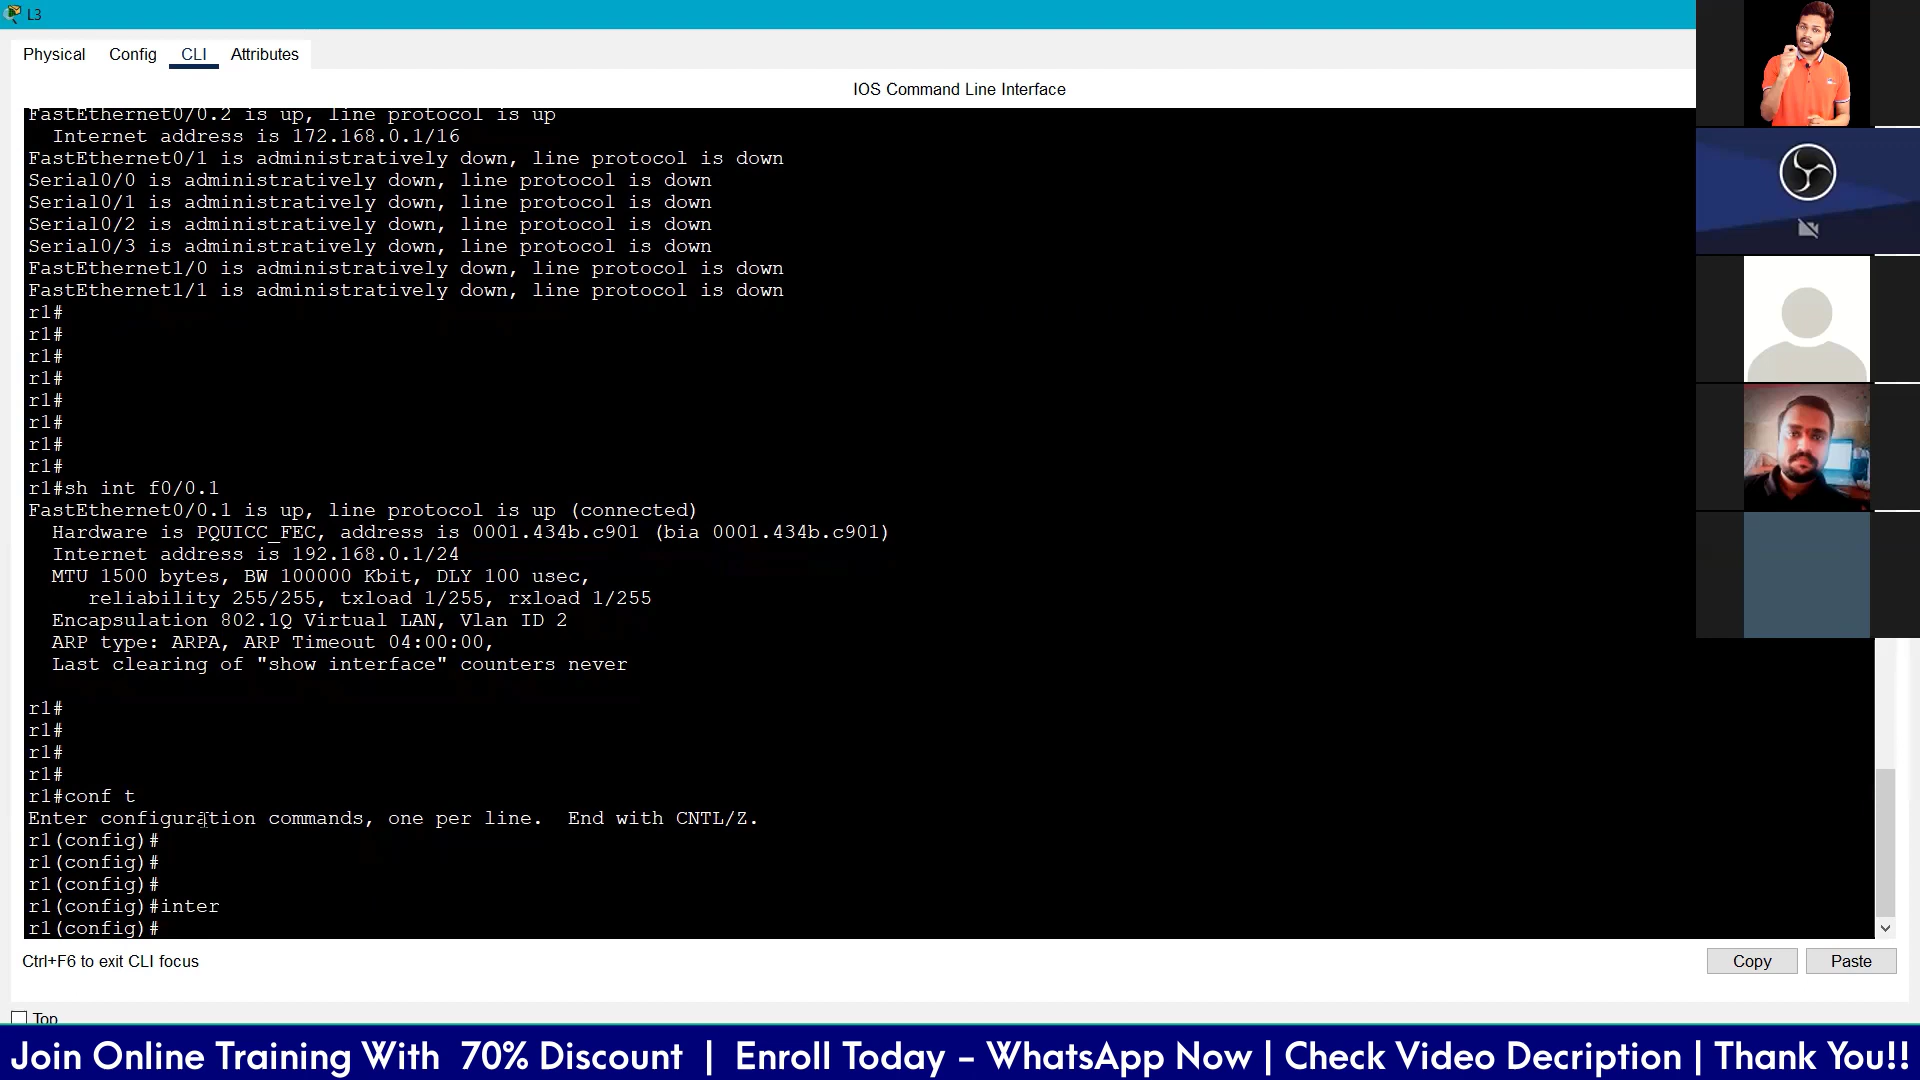 L3
Physical Config CLI Attributes
IOS Command Line Interface
FastEthernet0/0.2 is up, line protocol is up
Internet address is 172.168.0.1/16
FastEthernet0/1 is administratively down, line protocol is down
Serial0/0 is administratively down, line protocol is down
Serial0/1 is administratively down, line protocol is down
Serial0/2 is administratively down, line protocol is down
Serial0/3 is administratively down, line protocol is down
FastEthernet1/0 is administratively down, line protocol is down
FastEthernet1/1 is administratively down, line protocol is down
r1#
r1#
r1#
r1#
r1#
r1#
r1#
r1#
r1#sh int f0/0.1
FastEthernet0/0.1 is up, line protocol is up (connected)
Hardware is PQUICC_FEC, address is 0001.434b.c901 (bia 0001.434b.c901)
Internet address is 192.168.0.1/24
MTU 1500 bytes, BW 100000 Kbit, DLY 100 usec,
reliability 255/255, txload 1/255, rxload 1/255
Encapsulation 802.1Q Virtual LAN, Vlan ID 2
ARP type: ARPA, ARP Timeout 04:00:00,
Last clearing of "show interface" counters never
r1#
r1#
r1#
r1#
r1#conf t
Enter configuration commands, one per line. End with CNTL/Z.
r1(config)#
r1(config)#
r1(config)#
r1(config)#inter
r1(config)#
Ctrl+F6 to exit CLI focus
Copy Paste
Top
Join Online Training With 70% Discount | Enroll Today - WhatsApp Now | Check Video Decription | Thank You!!